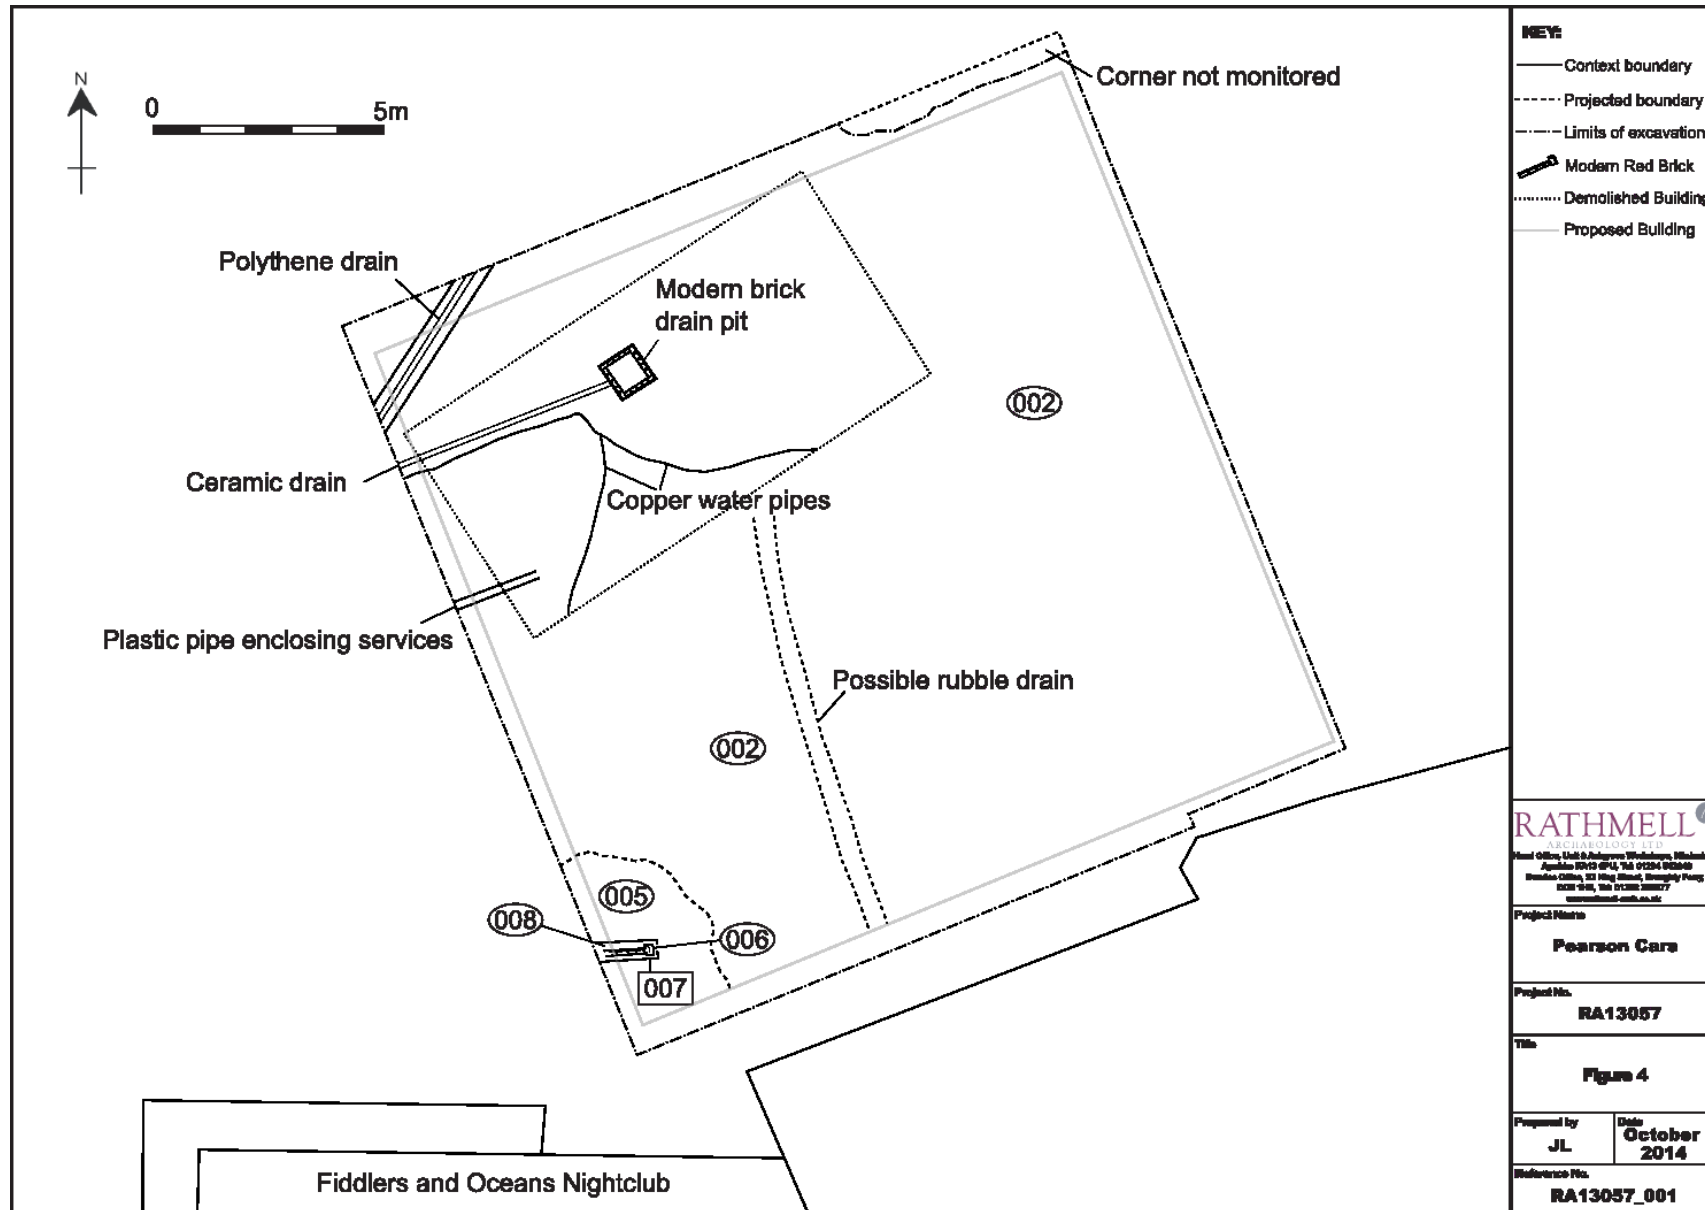 N
0 5m
Corner not monitored
Polythene drain
Modern brick
drain pit
002
Ceramic drain
Copper water pipes
Plastic pipe enclosing services
Possible rubble drain
002
005
008
006
007
Fiddlers and Oceans Nightclub
KEY:
Context boundary
Projected boundary
Limits of excavation
Modern Red Brick
Demolished Building
Proposed Building
RATHMELL
ARCHAEOLOGY LTD
Project Name
Pearson Cars
Project No.
RA13057
Title
Figure 4
Prepared by
JL
Date
October
2014
Reference No.
RA13057_001